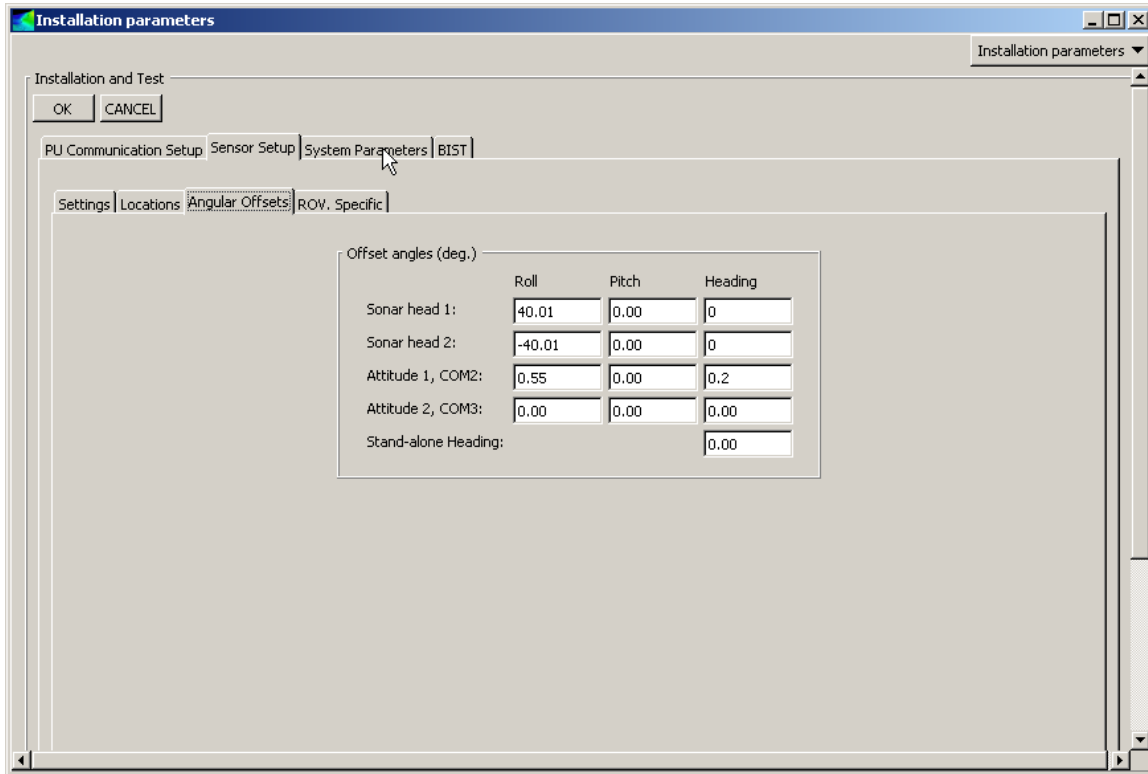 Installation parameters
Installation parameters
Installation and Test
OK CANCEL
PU Communication Setup Sensor Setup System Parameters BIST
Settings Locations Angular Offsets ROV. Specific
Offset angles (deg.)
Roll Pitch Heading
Sonar head 1: 40.01 0.00 0
Sonar head 2: -40.01 0.00 0
Attitude 1, COM2: 0.55 0.00 0.2
Attitude 2, COM3: 0.00 0.00 0.00
Stand-alone Heading: 0.00